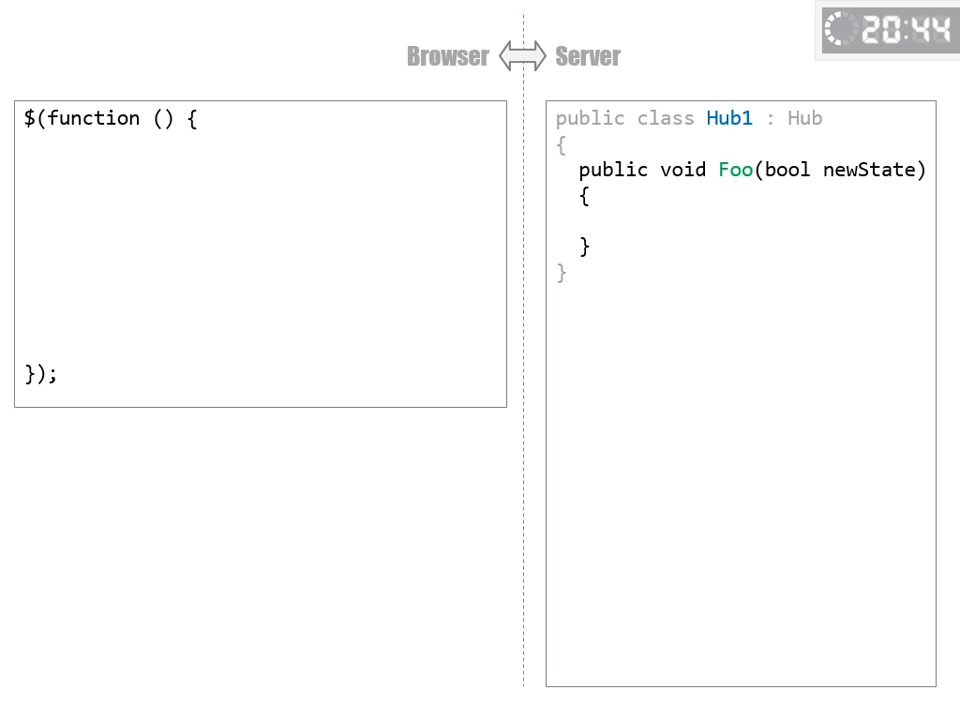 20:44
Browser Server
$(function () {
});
public class Hub1 : Hub
{
public void Foo(bool newState)
{
}
}